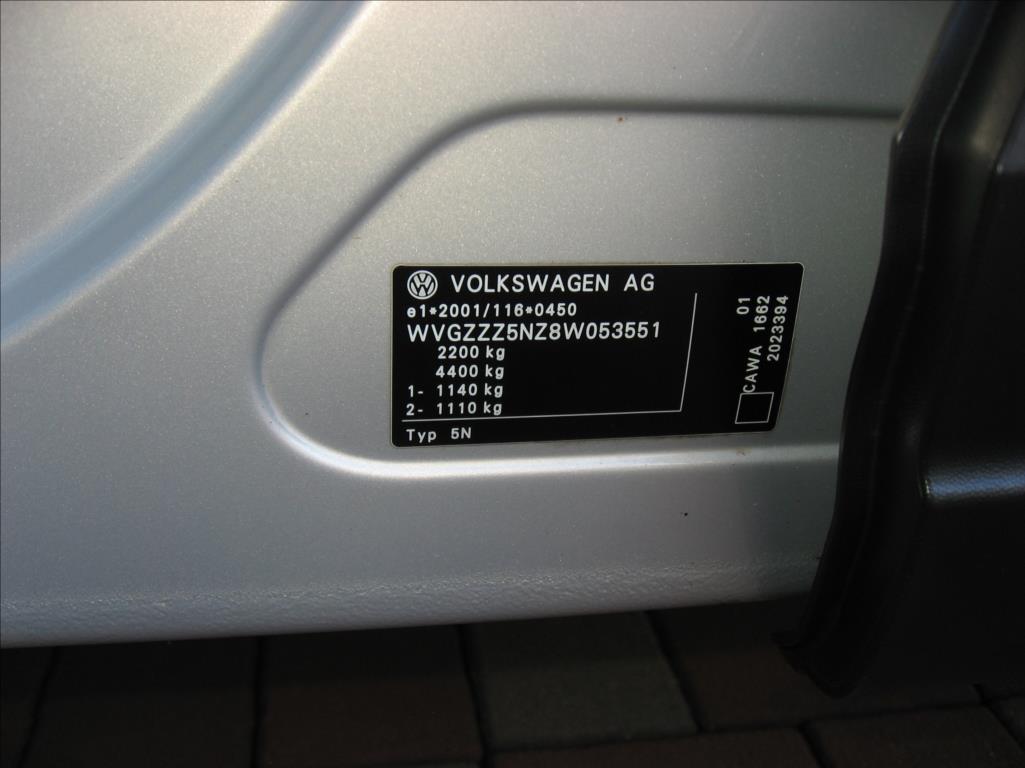 VOLKSWAGEN AG
e1*2001/116*0450
WVGZZZ5NZ8W053551
2200 kg
4400 kg
1- 1140 kg
2- 1110 kg
Typ 5N
01
CAWA 1662
2023394